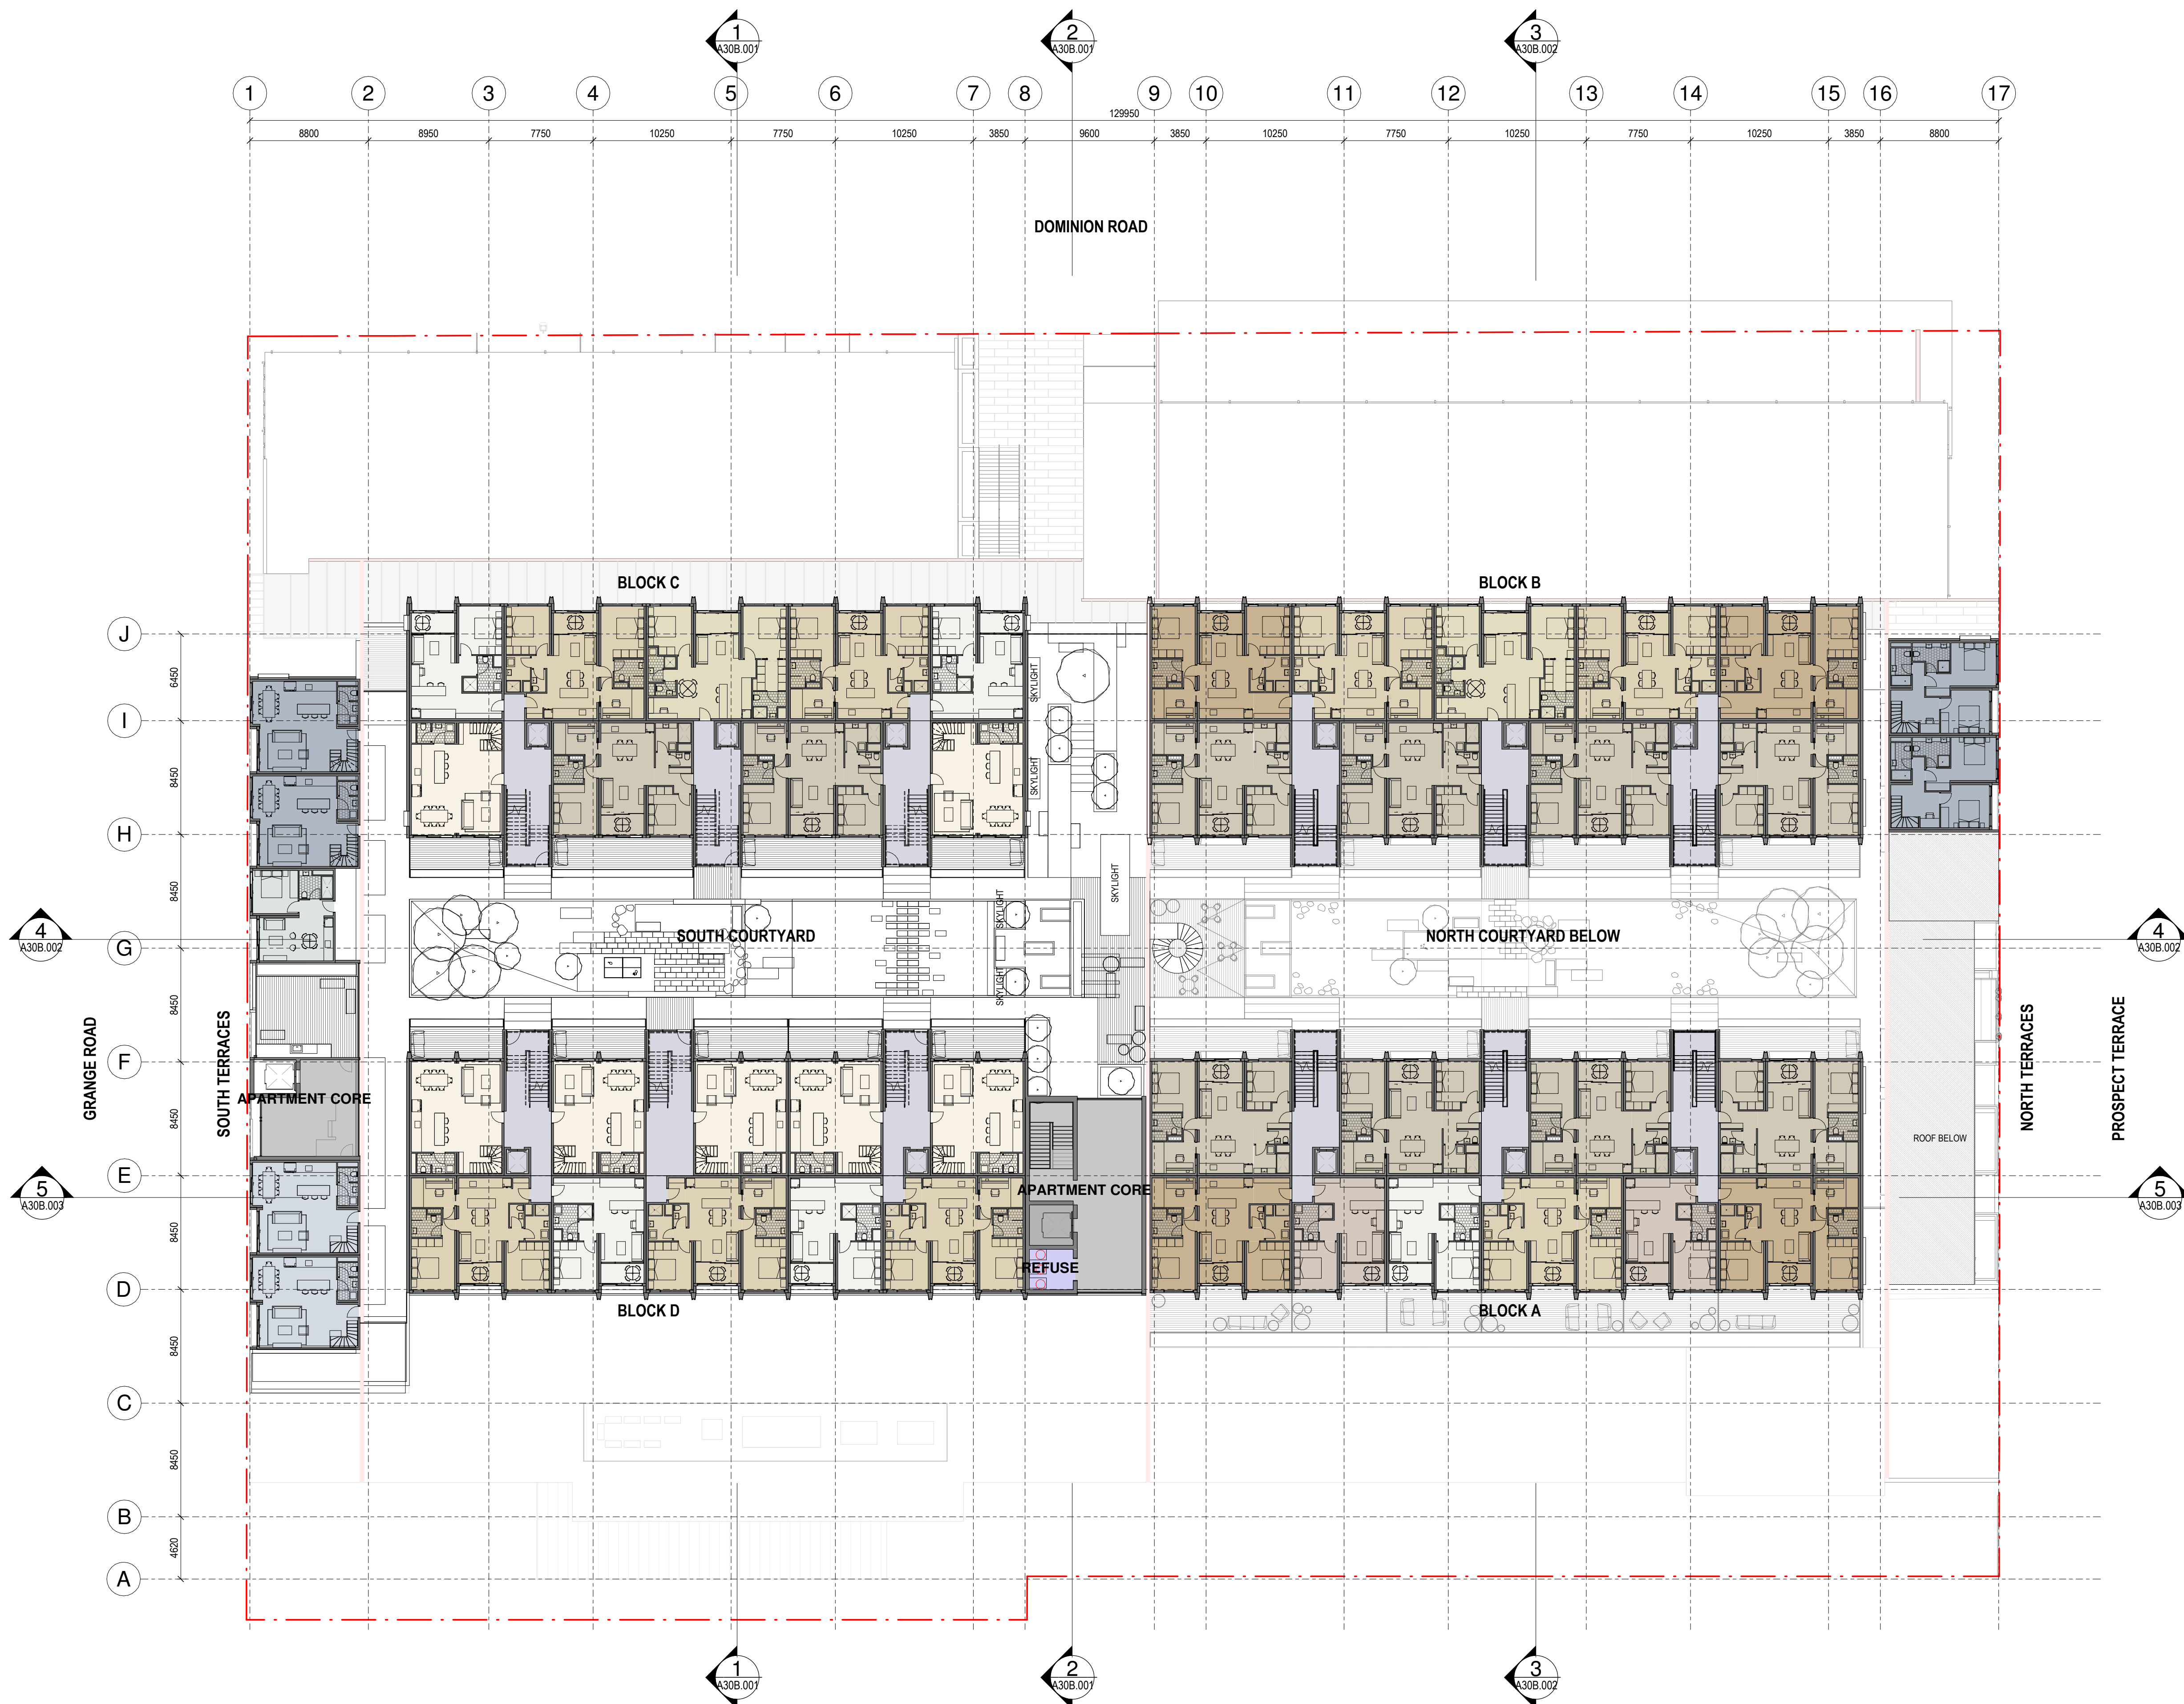 1
A30B.001
2
A30B.001
3
A30B.002
1 2 3 4 5 6 7 8 9 10 11 12 13 14 15 16 17
129950
8800 8950 7750 10250 7750 10250 3850 9600 3850 10250 7750 10250 7750 10250 3850 8800
DOMINION ROAD
BLOCK C
BLOCK B
J
6450
SKYLIGHT
I
SKYLIGHT
8450
H
SKYLIGHT
8450
SKYLIGHT
4
A30B.002
SOUTH COURTYARD
NORTH COURTYARD BELOW
4
A30B.002
G
SKYLIGHT
8450
GRANGE ROAD
SOUTH TERRACES
NORTH TERRACES
PROSPECT TERRACE
F
APARTMENT CORE
8450
ROOF BELOW
E
5
A30B.003
APARTMENT CORE
5
A30B.003
8450
REFUSE
D
BLOCK D
BLOCK A
8450
C
8450
B
4620
A
1
A30B.001
2
A30B.001
3
A30B.002